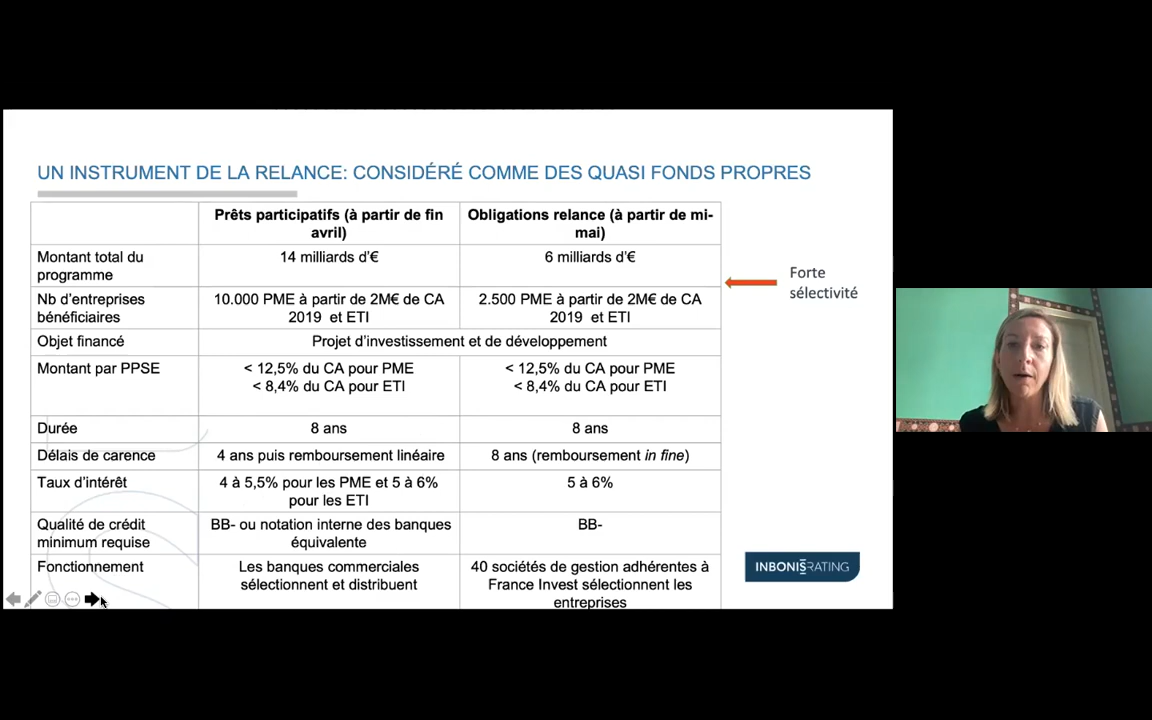 UN INSTRUMENT DE LA RELANCE: CONSIDÉRÉ COMME DES QUASI FONDS PROPRES
Prêts participatifs (à partir de fin
avril)
Obligations relance (à partir de mi-
mai)
Montant total du
programme
14 milliards d'€
6 milliards d'€
Nb d'entreprises
bénéficiaires
10.000 PME à partir de 2M€ de CA
2019 et ETI
2.500 PME à partir de 2M€ de CA
2019 et ETI
Objet financé
Projet d'investissement et de développement
Montant par PPSE
< 12,5% du CA pour PME
< 8,4% du CA pour ETI
< 12,5% du CA pour PME
< 8,4% du CA pour ETI
Durée
8 ans
8 ans
Délais de carence
4 ans puis remboursement linéaire
8 ans (remboursement in fine)
Taux d'intérêt
4 à 5,5% pour les PME et 5 à 6%
pour les ETI
5 à 6%
Qualité de crédit
minimum requise
BB- ou notation interne des banques
équivalente
BB-
Fonctionnement
Les banques commerciales
sélectionnent et distribuent
40 sociétés de gestion adhérentes à
France Invest sélectionnent les
entreprises
Forte
sélectivité
INBONIS RATING